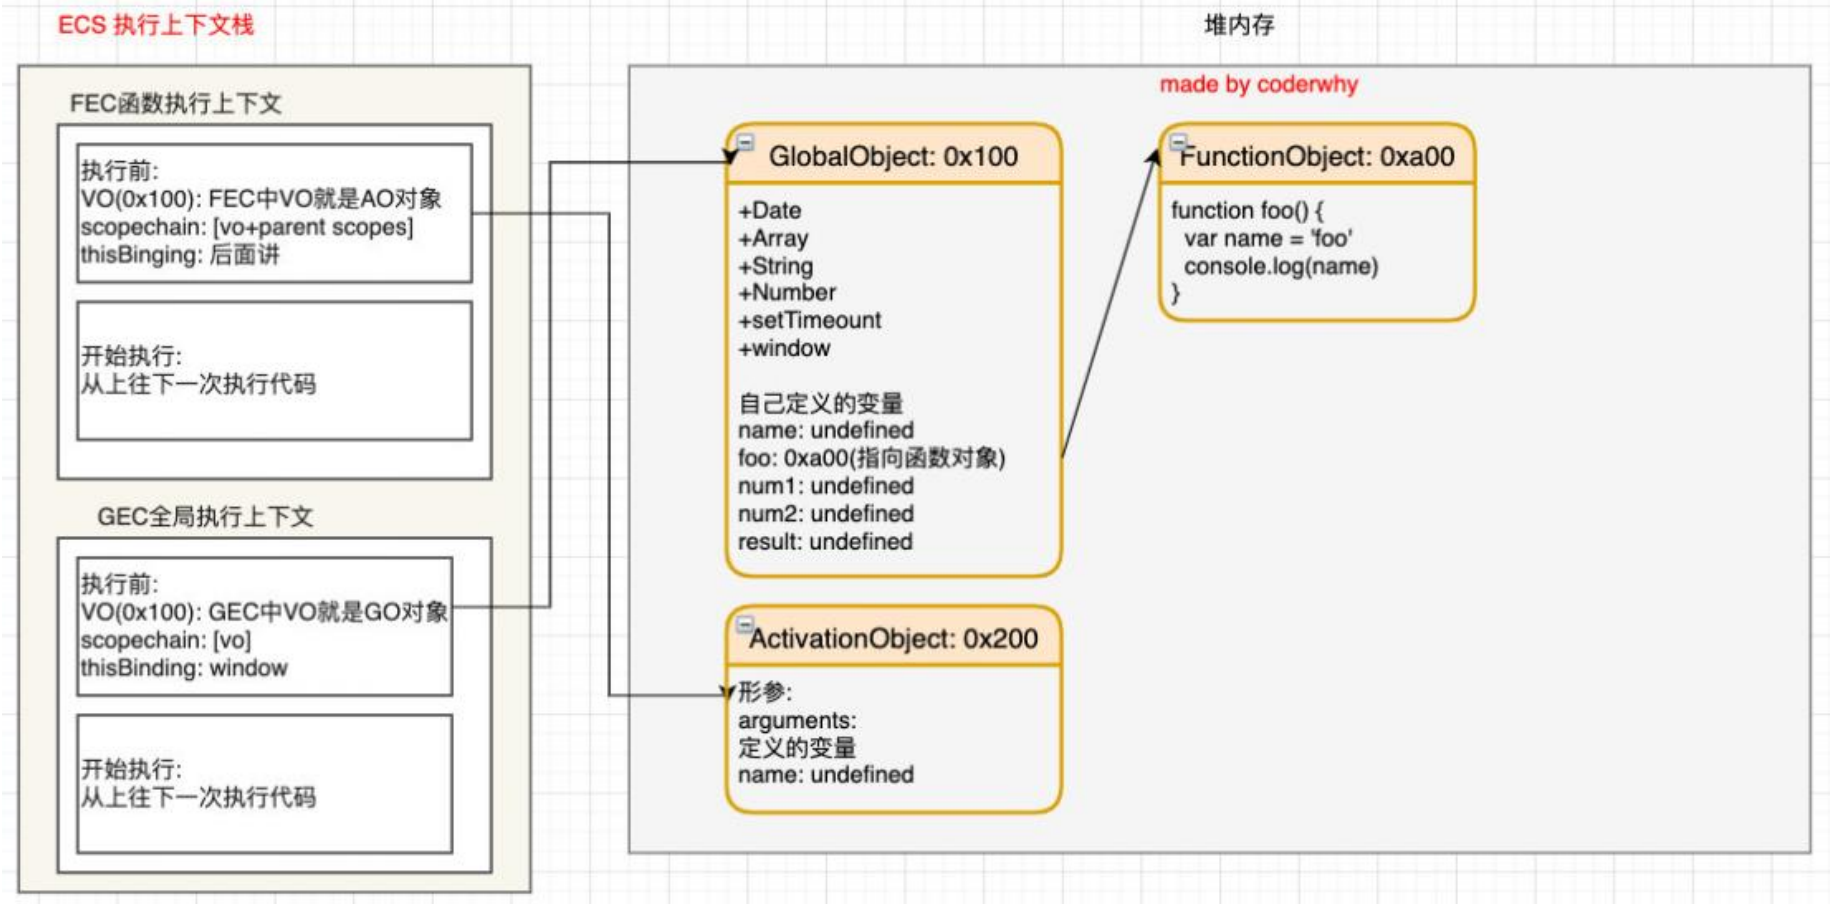 ECS 执行上下文栈
堆内存
FEC函数执行上下文
执行前:
VO(0x100): FEC中VO就是AO对象
scopechain: [vo+parent scopes]
thisBinging: 后面讲
开始执行:
从上往下一次执行代码
GEC全局执行上下文
执行前:
VO(0x100): GEC中VO就是GO对象
scopechain: [vo]
thisBinding: window
开始执行:
从上往下一次执行代码
made by coderwhy
GlobalObject: 0x100
+Date
+Array
+String
+Number
+setTimeount
+window
自己定义的变量
name: undefined
foo: 0xa00(指向函数对象)
num1: undefined
num2: undefined
result: undefined
FunctionObject: 0xa00
function foo() {
var name = 'foo'
console.log(name)
}
ActivationObject: 0x200
形参:
arguments:
定义的变量
name: undefined